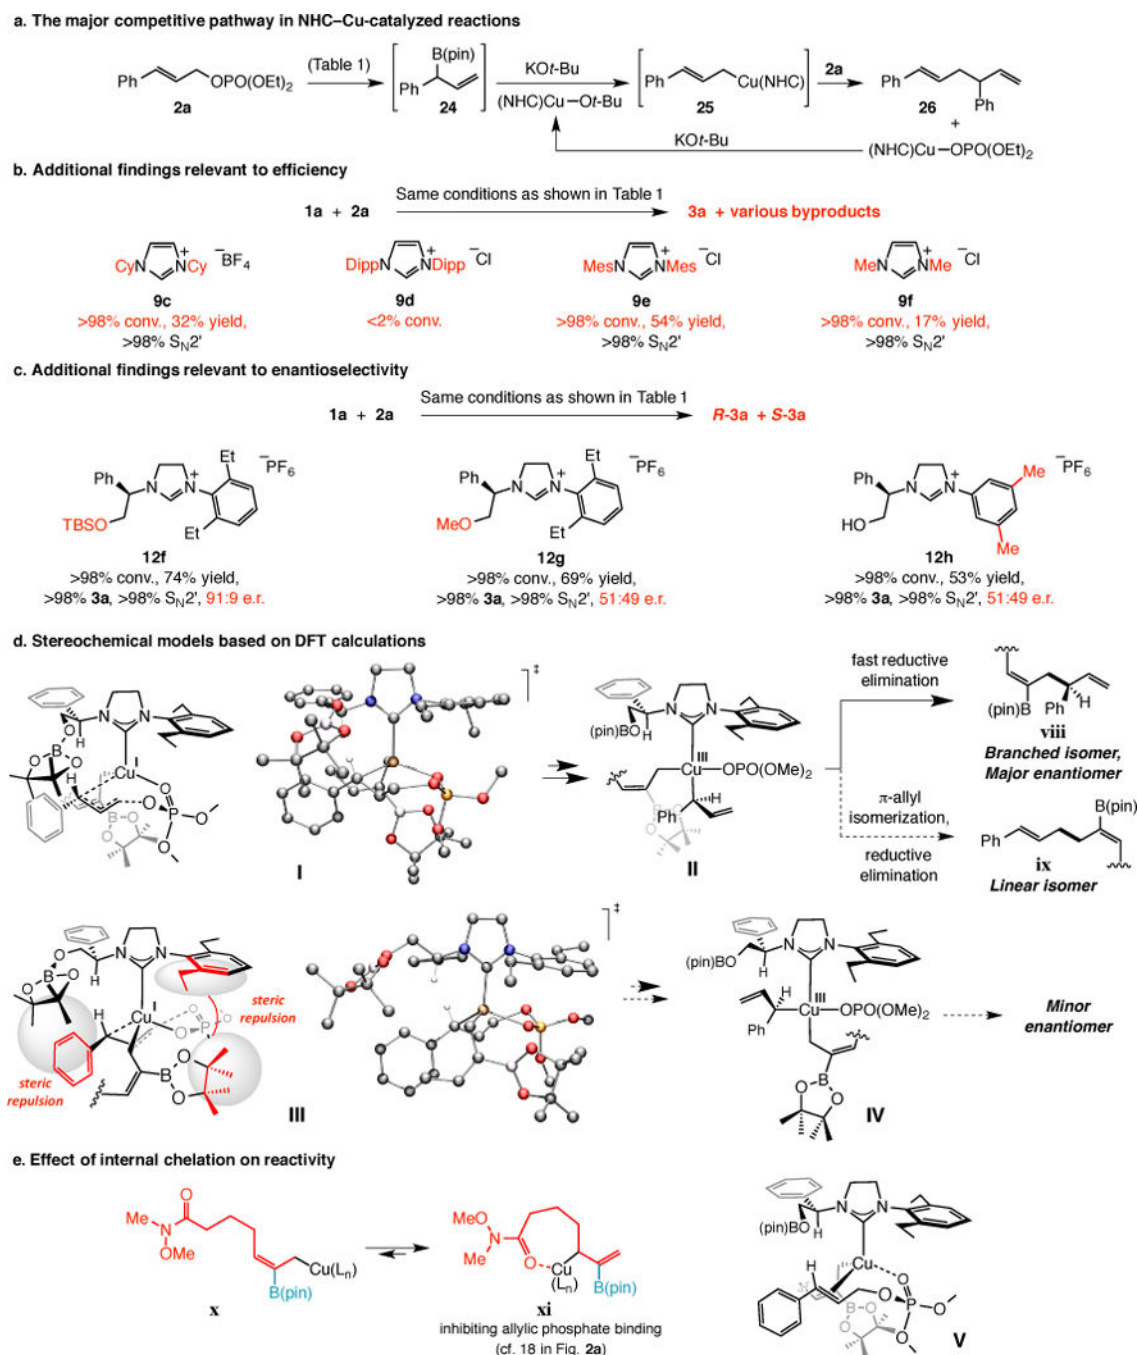 a. The major competitive pathway in NHC–Cu-catalyzed reactions
Ph OPO(OEt)2
2a
(Table 1)
B(pin)
Ph
24
KOt-Bu
(NHC)Cu—Ot-Bu
Ph Cu(NHC)
25
2a
Ph
Ph
26
+
KOt-Bu
(NHC)Cu—OPO(OEt)2
b. Additional findings relevant to efficiency
1a + 2a
Same conditions as shown in Table 1
3a + various byproducts
CyN + NCy −BF4
DippN + NDipp −Cl
MesN + NMes −Cl
MeN + NMe −Cl
9c
9d
9e
9f
>98% conv., 32% yield,
>98% SN2'
<2% conv.
>98% conv., 54% yield,
>98% SN2'
>98% conv., 17% yield,
>98% SN2'
c. Additional findings relevant to enantioselectivity
1a + 2a
Same conditions as shown in Table 1
R-3a + S-3a
Et −PF6
Ph N + N
TBSO Et
12f
>98% conv., 74% yield,
>98% 3a, >98% SN2', 91:9 e.r.
Et −PF6
Ph N + N
MeO Et
12g
>98% conv., 69% yield,
>98% 3a, >98% SN2', 51:49 e.r.
Me −PF6
Ph N + N
HO Me
12h
>98% conv., 53% yield,
>98% 3a, >98% SN2', 51:49 e.r.
d. Stereochemical models based on DFT calculations
N N
O H
B O
O
I
Cu O
H O P O
B O
O O
‡
I
N N
(pin)BO H
III
Cu OPO(OMe)2
H
Ph
B O
O
II
fast reductive
elimination
H
(pin)B Ph
viii
Branched isomer,
Major enantiomer
π-allyl
isomerization,
reductive
elimination
B(pin)
Ph
ix
Linear isomer
N N
O
B H
O O
I
Cu
H O P O
steric
repulsion
B O
O
steric
repulsion
III
‡
N N
(pin)BO H
III
H Cu OPO(OMe)2
Ph
B O
O
IV
Minor
enantiomer
e. Effect of internal chelation on reactivity
O
Me N
OMe
Cu(Ln)
B(pin)
x
MeO N
Me O
Cu
(Ln)
B(pin)
xi
inhibiting allylic phosphate binding
(cf. 18 in Fig. 2a)
N N
(pin)BO H
Cu
H O
O P O
B O
O O
V